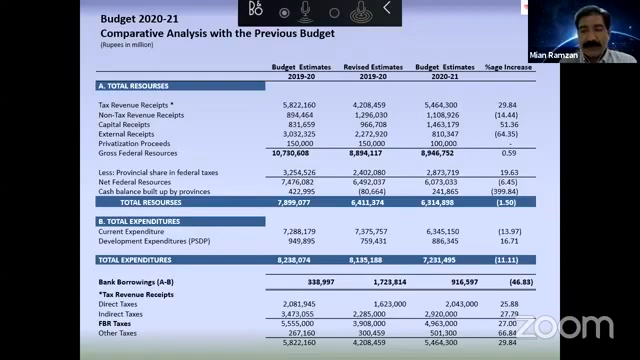 Budget 2020-21
Comparative Analysis with the Previous Budget
(Rupees in million)
Mian Ramzan
Budget Estimates Revised Estimates Budget Estimates %age Increase
2019-20 2019-20 2020-21
A. TOTAL RESOURSES
Tax Revenue Receipts * 5,822,160 4,208,459 5,464,300 29.84
Non-Tax Revenue Receipts 894,464 1,296,030 1,108,926 (14.44)
Capital Receipts 831,659 966,708 1,463,179 51.36
External Receipts 3,032,325 2,272,920 810,347 (64.35)
Privatization Proceeds 150,000 150,000 100,000 -
Gross Federal Resources 10,730,608 8,894,117 8,946,752 0.59
Less: Provincial share in federal taxes 3,254,526 2,402,080 2,873,719 19.63
Net Federal Resources 7,476,082 6,492,037 6,073,033 (6.45)
Cash balance built up by provinces 422,995 (80,664) 241,865 (399.84)
TOTAL RESOURSES 7,899,077 6,411,374 6,314,898 (1.50)
B. TOTAL EXPENDITURES
Current Expenditure 7,288,179 7,375,757 6,345,150 (13.97)
Development Expenditures (PSDP) 949,895 759,431 886,345 16.71
TOTAL EXPENDITURES 8,238,074 8,135,188 7,231,495 (11.11)
Bank Borrowings (A-B) 338,997 1,723,814 916,597 (46.83)
*Tax Revenue Receipts
Direct Taxes 2,081,945 1,623,000 2,043,000 25.88
Indirect Taxes 3,473,055 2,285,000 2,920,000 27.79
FBR Taxes 5,555,000 3,908,000 4,963,000 27.00
Other Taxes 267,160 300,459 501,300 66.84
5,822,160 4,208,459 5,464,300 29.84
zoom